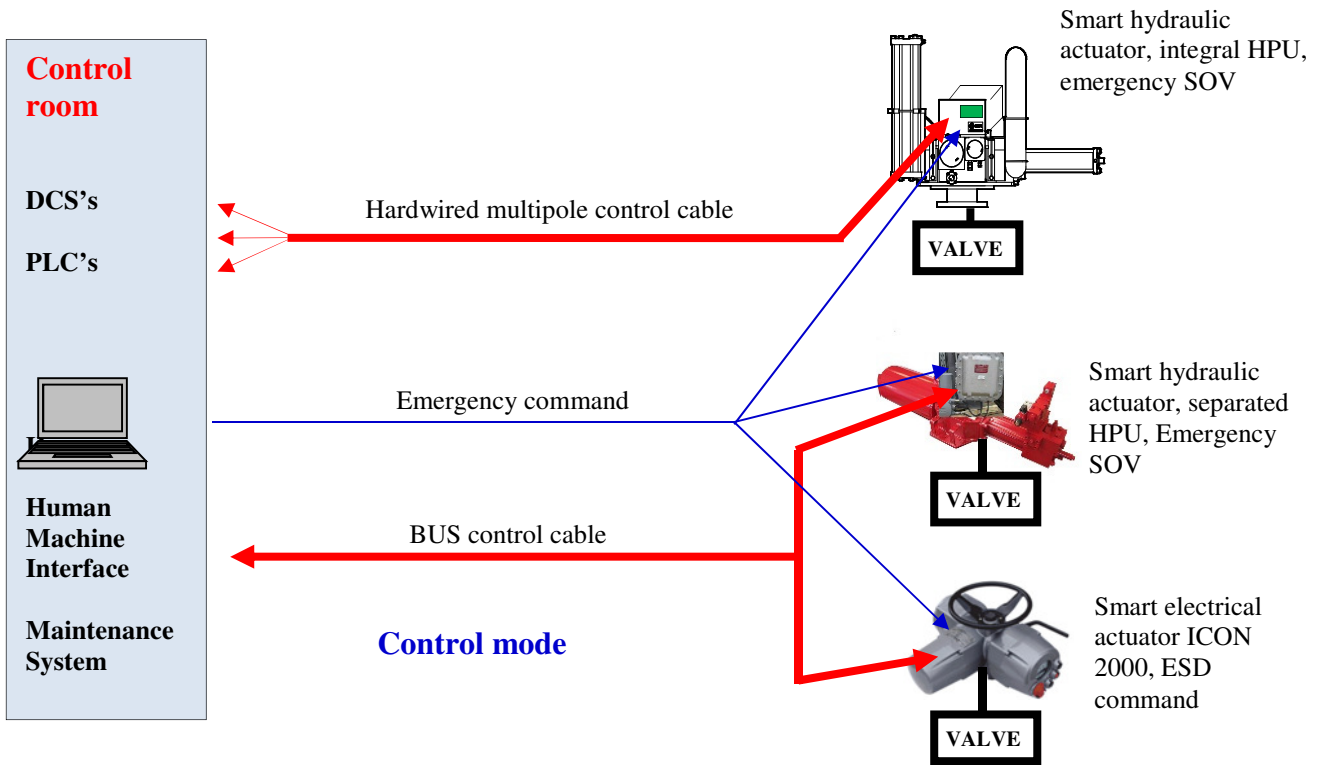 Control
room
DCS's
PLC's
Human
Machine
Interface
Maintenance
System
Hardwired multipole control cable
Emergency command
BUS control cable
Control mode
Smart hydraulic
actuator, integral HPU,
emergency SOV
VALVE
Smart hydraulic
actuator, separated
HPU, Emergency
SOV
VALVE
Smart electrical
actuator ICON
2000, ESD
command
VALVE